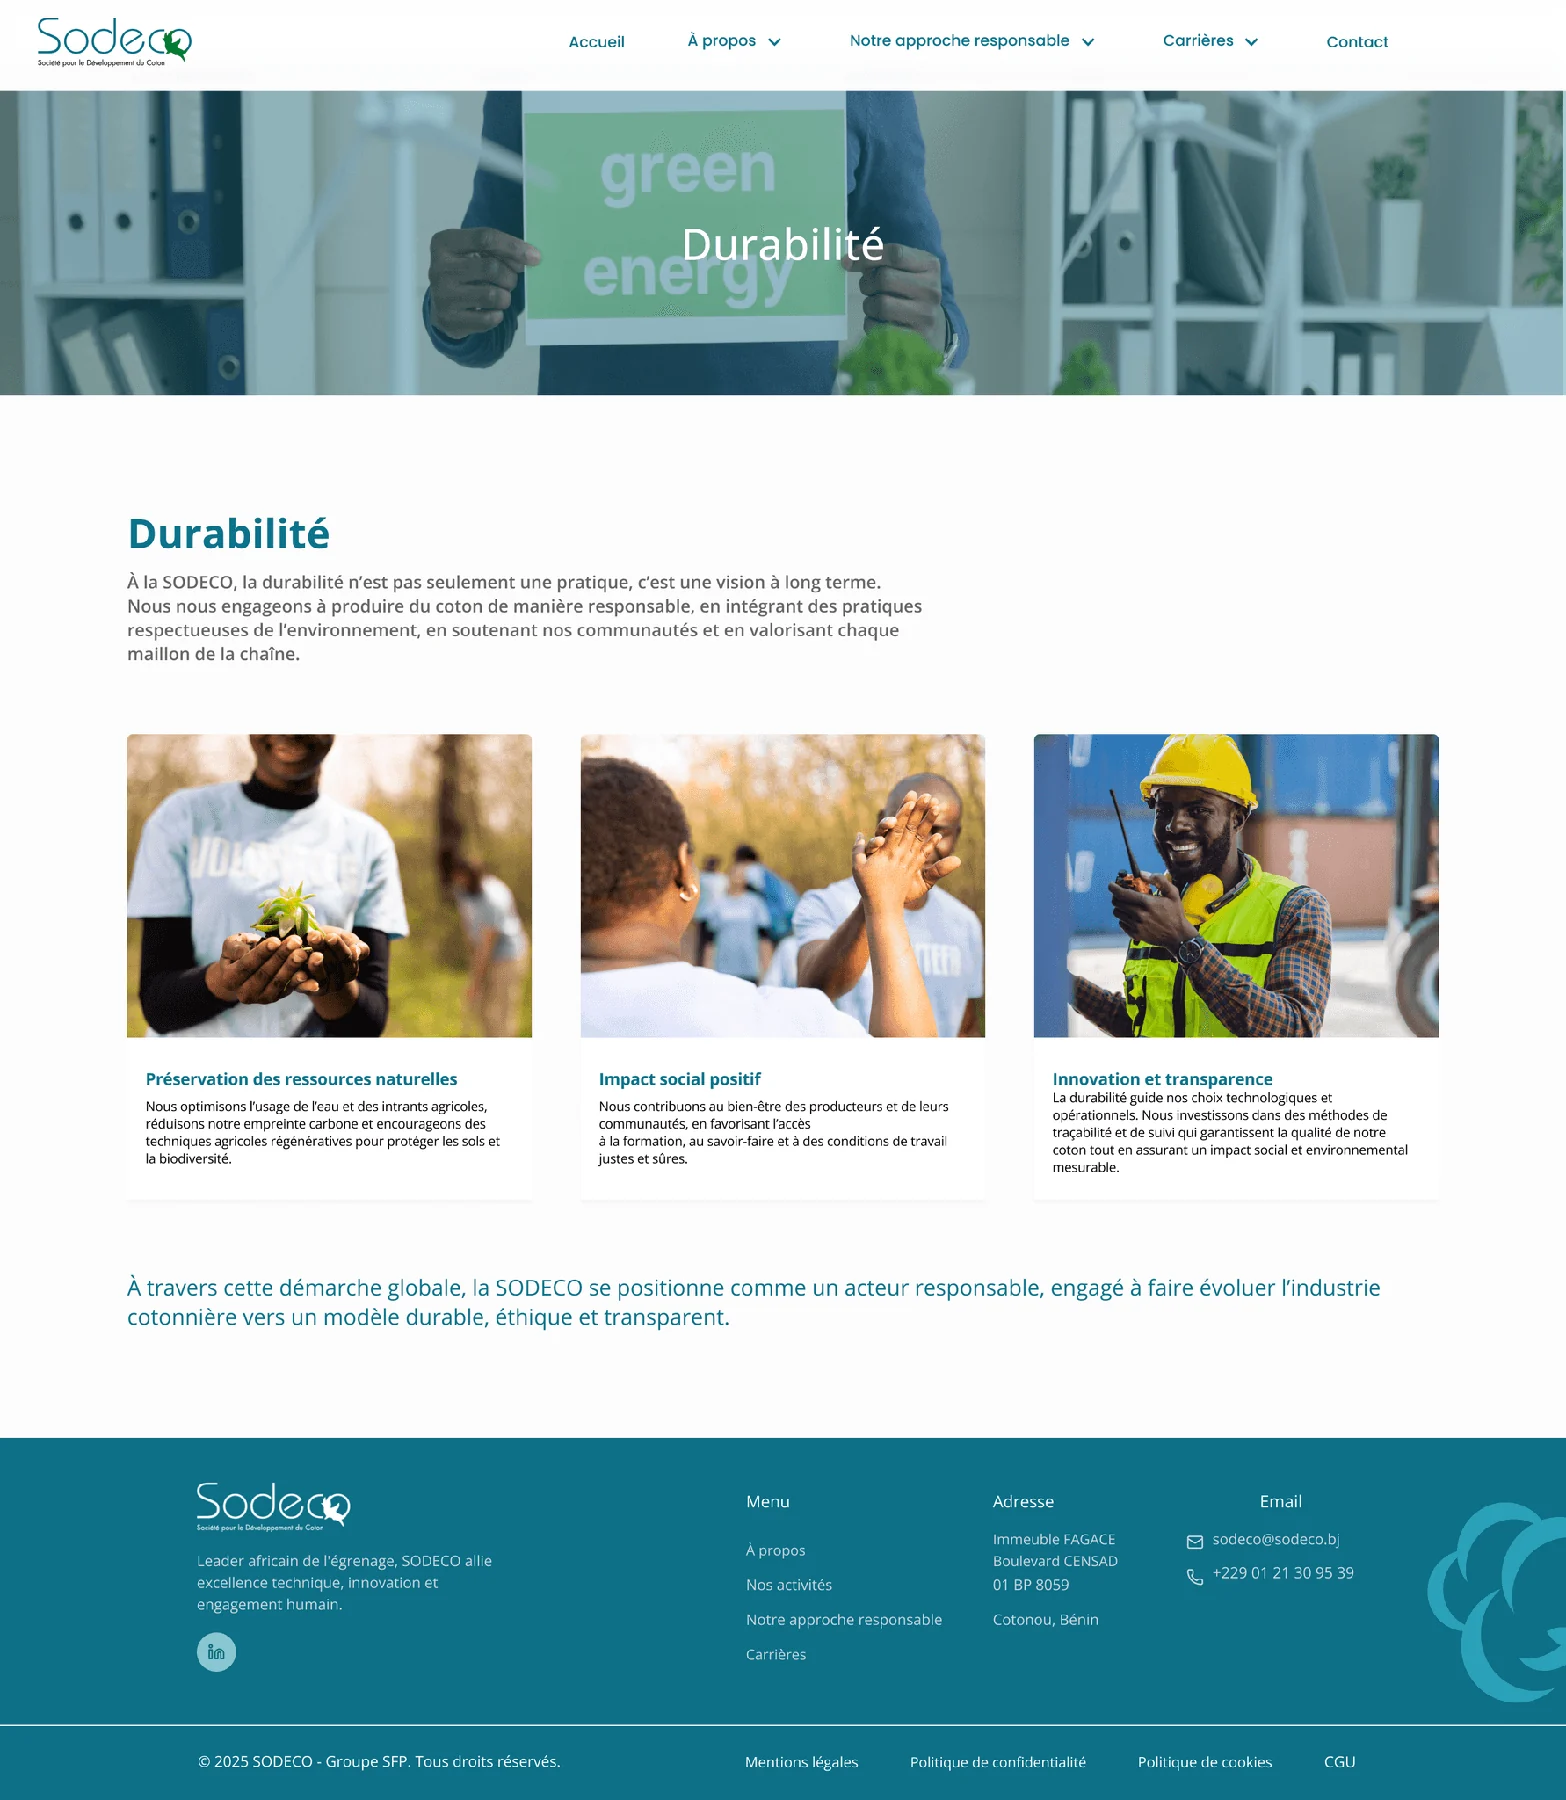 Sodeco
Société pour le Développement du Coton
Accueil
À propos
Notre approche responsable
Carrières
Contact
green
energy
Durabilité
Durabilité
À la SODECO, la durabilité n’est pas seulement une pratique, c’est une vision à long terme.
Nous nous engageons à produire du coton de manière responsable, en intégrant des pratiques
respectueuses de l’environnement, en soutenant nos communautés et en valorisant chaque
maillon de la chaîne.
TEER
Préservation des ressources naturelles
Nous optimisons l’usage de l’eau et des intrants agricoles,
réduisons notre empreinte carbone et encourageons des
techniques agricoles régénératives pour protéger les sols et
la biodiversité.
Impact social positif
Nous contribuons au bien-être des producteurs et de leurs
communautés, en favorisant l’accès
à la formation, au savoir-faire et à des conditions de travail
justes et sûres.
Innovation et transparence
La durabilité guide nos choix technologiques et
opérationnels. Nous investissons dans des méthodes de
traçabilité et de suivi qui garantissent la qualité de notre
coton tout en assurant un impact social et environnemental
mesurable.
À travers cette démarche globale, la SODECO se positionne comme un acteur responsable, engagé à faire évoluer l’industrie
cotonnière vers un modèle durable, éthique et transparent.
Sodeco
Société pour le Développement du Coton
Leader africain de l'égrenage, SODECO allie
excellence technique, innovation et
engagement humain.
in
Menu
À propos
Nos activités
Notre approche responsable
Carrières
Adresse
Immeuble FAGACE
Boulevard CENSAD
01 BP 8059
Cotonou, Bénin
Email
sodeco@sodeco.bj
+229 01 21 30 95 39
© 2025 SODECO - Groupe SFP. Tous droits réservés.
Mentions légales
Politique de confidentialité
Politique de cookies
CGU